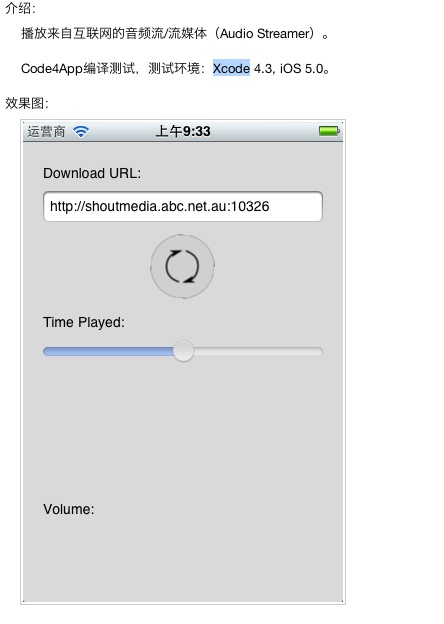 介绍：
播放来自互联网的音频流/流媒体（Audio Streamer）。
Code4App编译测试，测试环境：Xcode 4.3, iOS 5.0。
效果图：
运营商 上午9:33
Download URL:
http://shoutmedia.abc.net.au:10326
Time Played:
Volume: